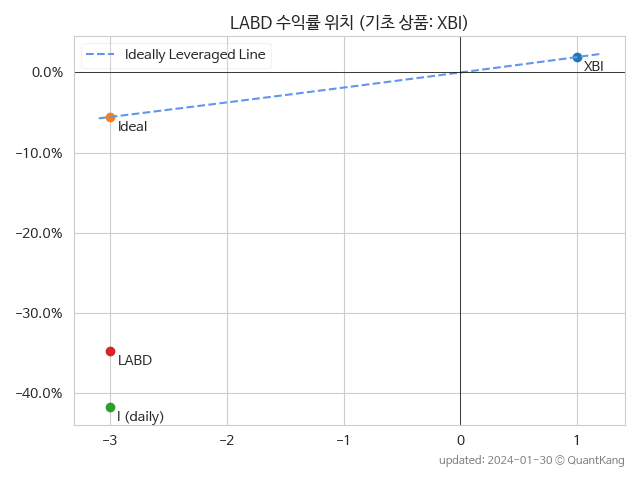 LABD 수익률 위치 (기초 상품: XBI)
Ideally Leveraged Line
0.0%
−10.0%
−20.0%
−30.0%
−40.0%
XBI
Ideal
LABD
I (daily)
−3
−2
−1
0
1
updated: 2024-01-30 © QuantKang